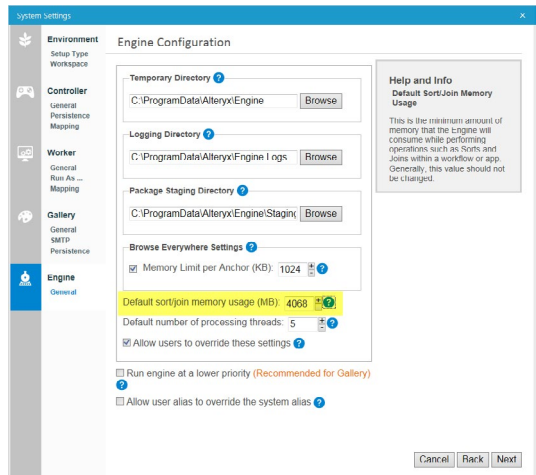 System Settings
x
Environment
Setup Type
Workspace
Controller
General
Persistence
Mapping
Worker
General
Run As ...
Mapping
Gallery
General
SMTP
Persistence
Engine
General
Engine Configuration
Temporary Directory ?
C:\ProgramData\Alteryx\Engine Browse
Logging Directory ?
C:\ProgramData\Alteryx\Engine Logs Browse
Package Staging Directory ?
C:\ProgramData\Alteryx\Engine\Staging Browse
Browse Everywhere Settings ?
Memory Limit per Anchor (KB): 1024 + - ?
Default sort/join memory usage (MB): 4068 + - ?
Default number of processing threads: 5 + - ?
Allow users to override these settings ?
Run engine at a lower priority (Recommended for Gallery)
?
Allow user alias to override the system alias ?
Help and Info
Default Sort/Join Memory
Usage
This is the minimum amount of
memory that the Engine will
consume while performing
operations such as Sorts and
Joins within a workflow or app.
Generally, this value should not
be changed.
Cancel Back Next